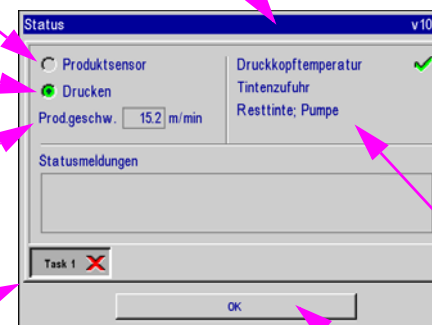 Status v10
Produktsensor
Drucken
Prod.geschw. 15.2 m/min
Druckkopftemperatur
Tintenzufuhr
Resttinte; Pumpe
Statusmeldungen
Task 1
OK